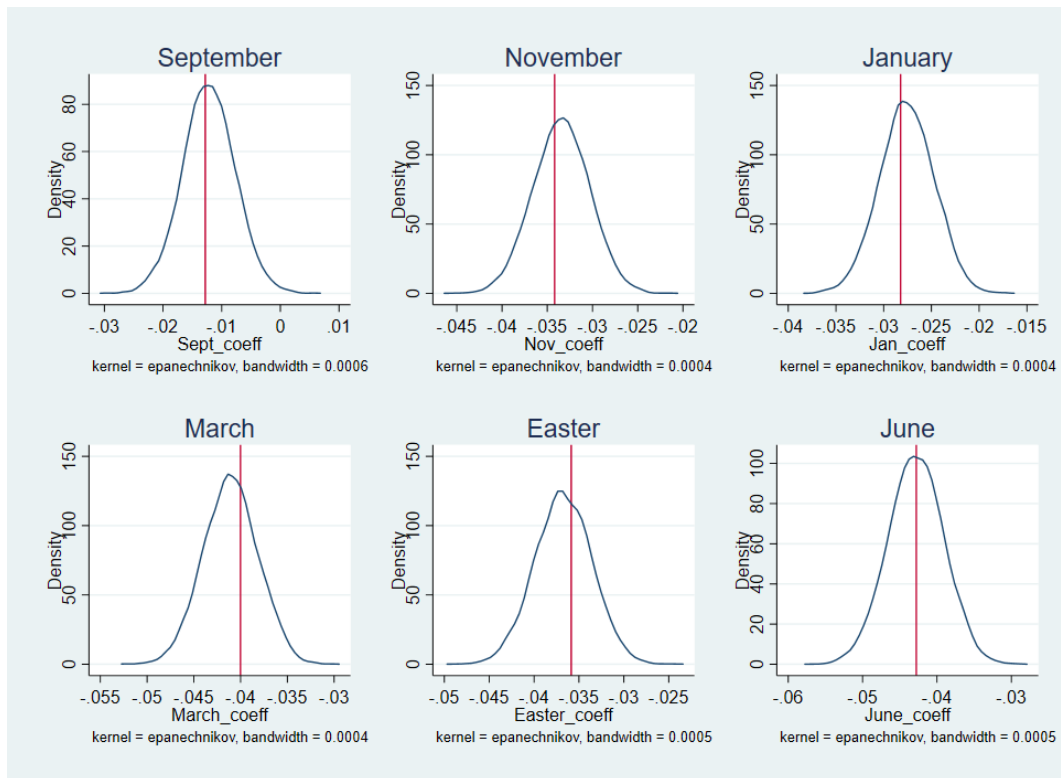 September
Density
0 20 40 60 80
-.03 -.02 -.01 0 .01
Sept_coeff
kernel = epanechnikov, bandwidth = 0.0006
November
Density
0 50 100 150
-.045 -.04 -.035 -.03 -.025 -.02
Nov_coeff
kernel = epanechnikov, bandwidth = 0.0004
January
Density
0 50 100 150
-.04 -.035 -.03 -.025 -.02 -.015
Jan_coeff
kernel = epanechnikov, bandwidth = 0.0004
March
Density
0 50 100 150
-.055 -.05 -.045 -.04 -.035 -.03
March_coeff
kernel = epanechnikov, bandwidth = 0.0004
Easter
Density
0 50 100 150
-.05 -.045 -.04 -.035 -.03 -.025
Easter_coeff
kernel = epanechnikov, bandwidth = 0.0005
June
Density
0 20 40 60 80 100
-.06 -.05 -.04 -.03
June_coeff
kernel = epanechnikov, bandwidth = 0.0005